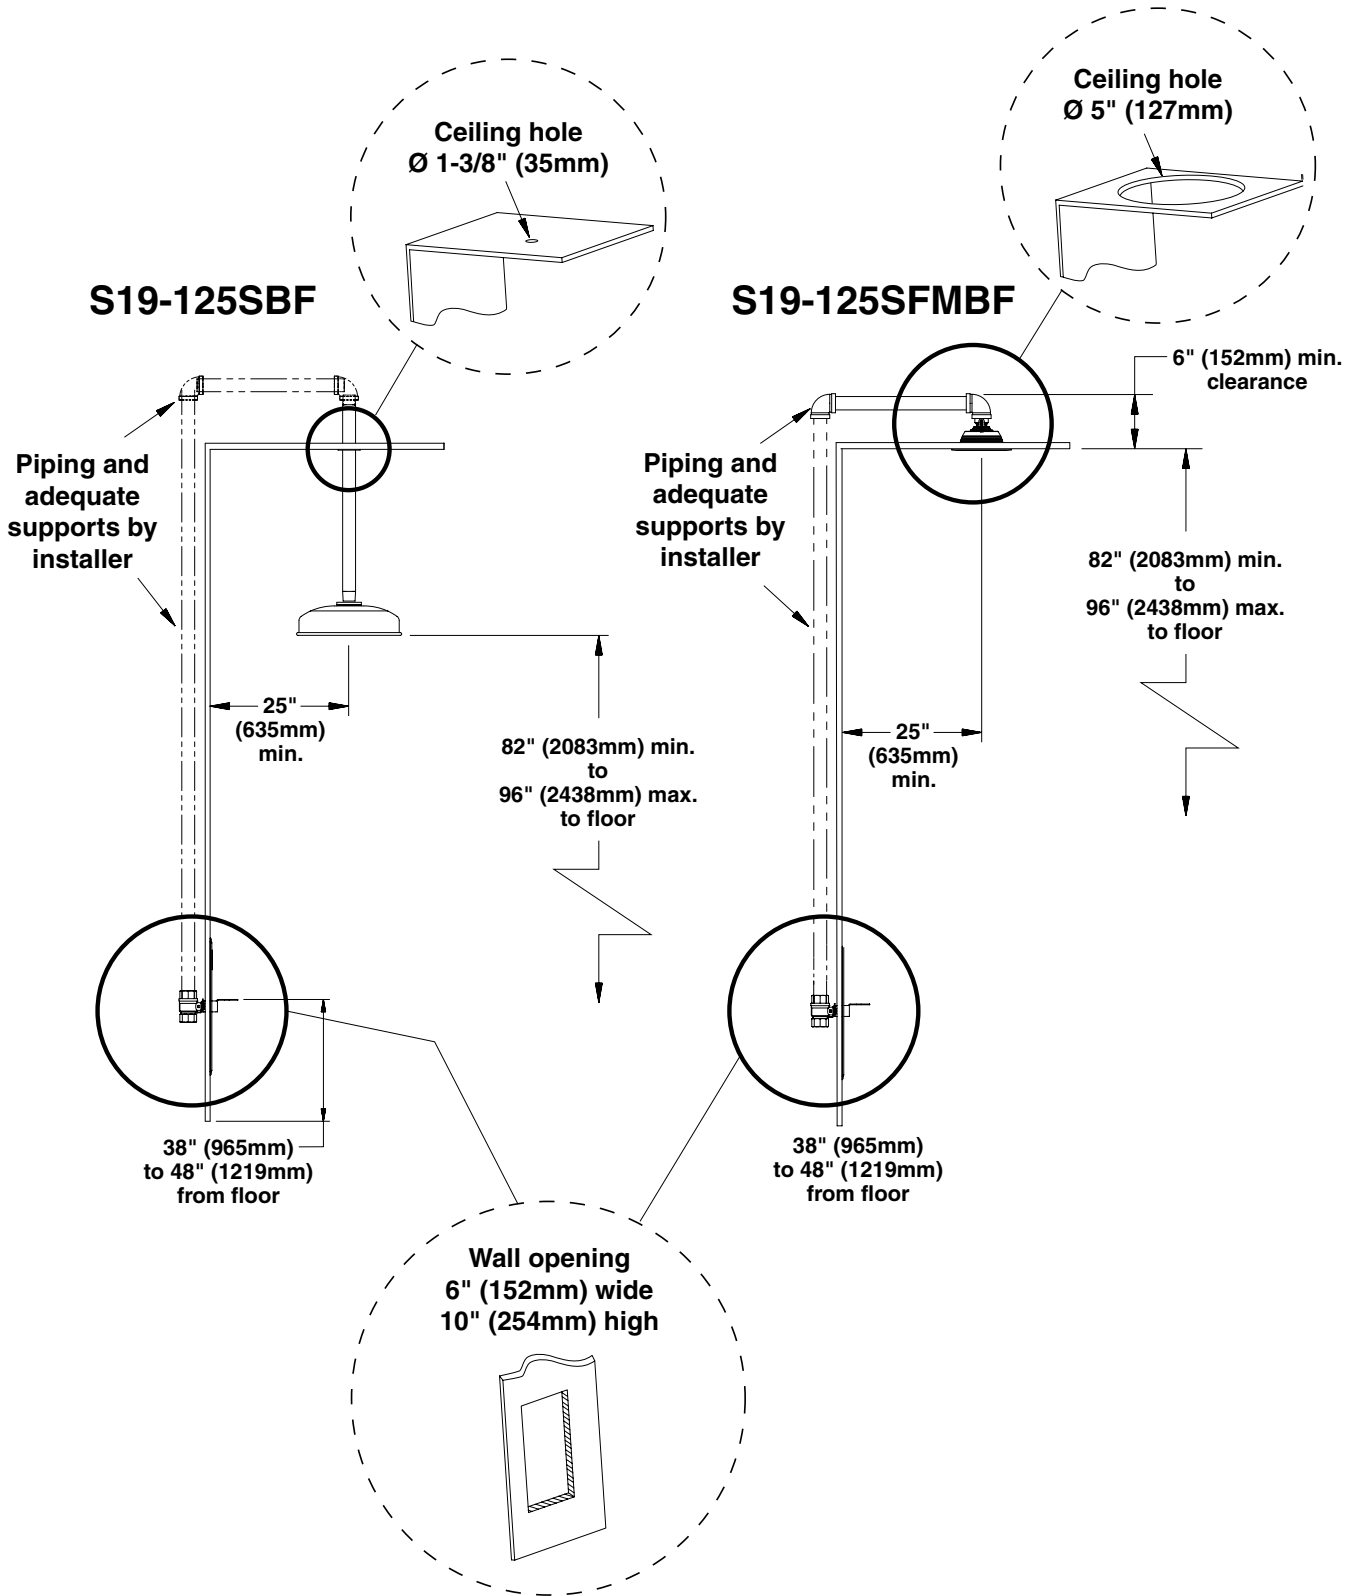 Ceiling hole
Ø 5" (127mm)
Ceiling hole
Ø 1-3/8" (35mm)
S19-125SBF
S19-125SFMBF
6" (152mm) min.
clearance
Piping and
adequate
supports by
installer
Piping and
adequate
supports by
installer
82" (2083mm) min.
to
96" (2438mm) max.
to floor
25"
(635mm)
min.
82" (2083mm) min.
to
96" (2438mm) max.
to floor
25"
(635mm)
min.
38" (965mm)
to 48" (1219mm)
from floor
38" (965mm)
to 48" (1219mm)
from floor
Wall opening
6" (152mm) wide
10" (254mm) high